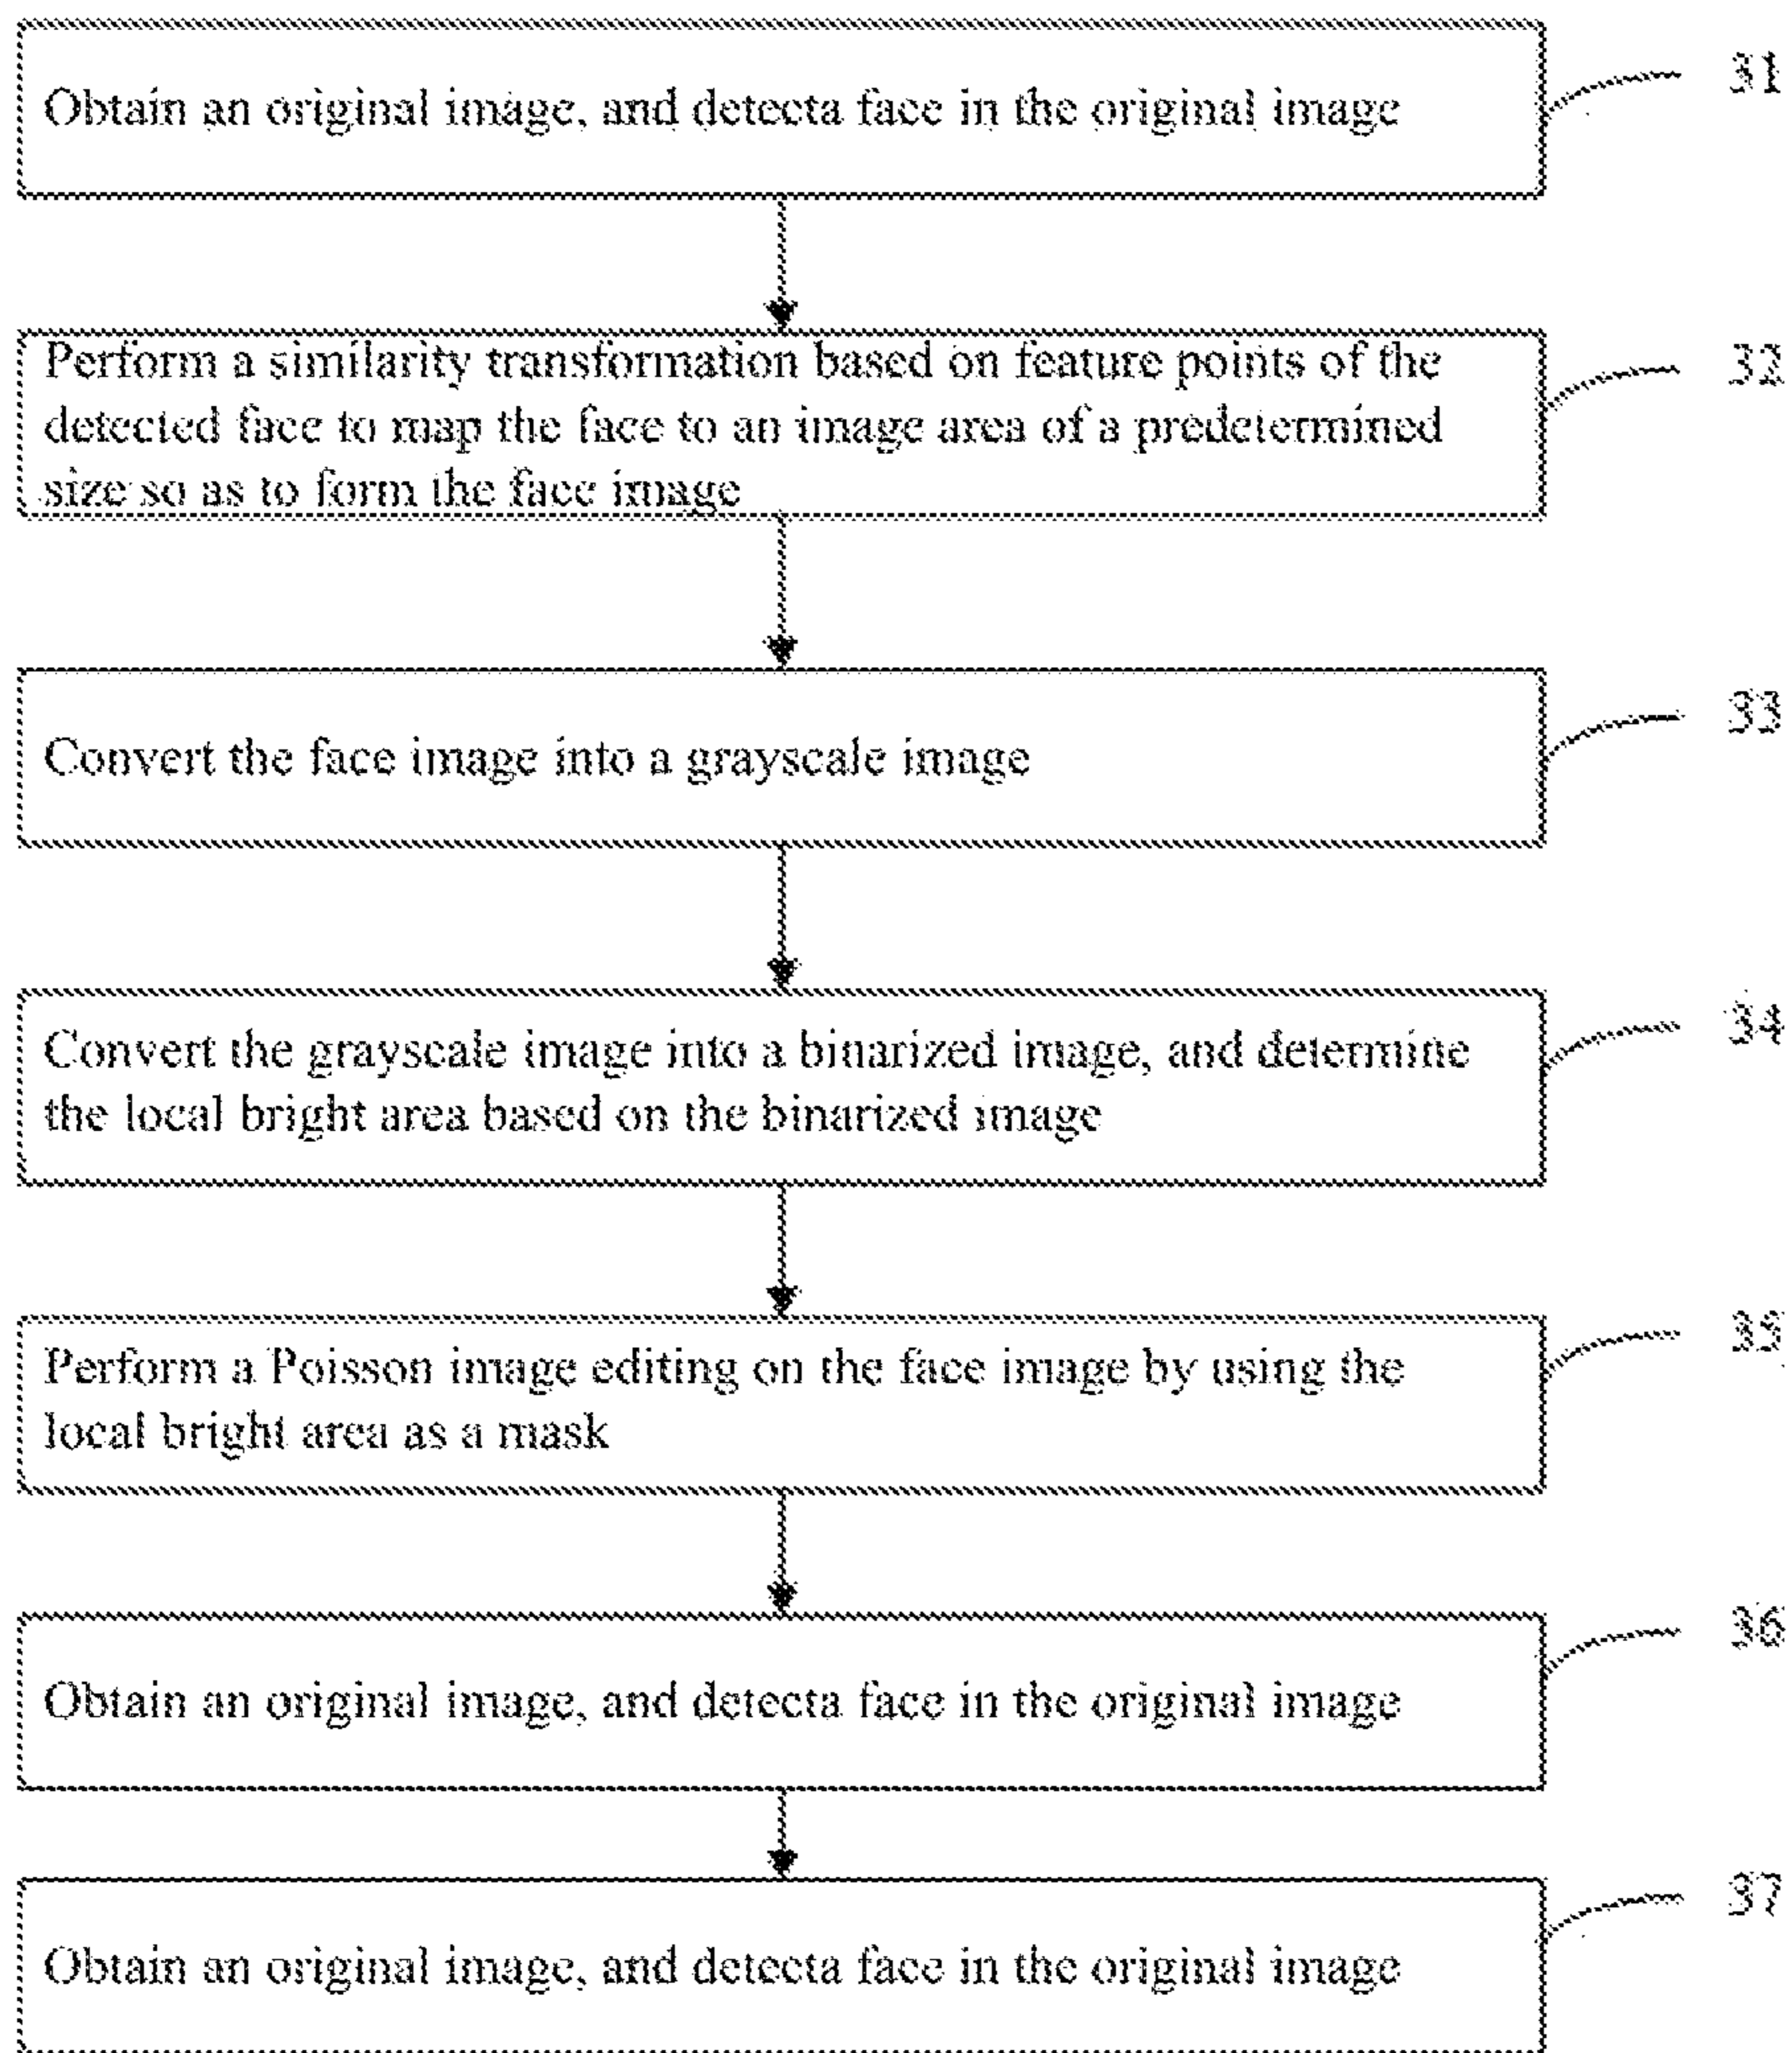 Obtain an original image, and detecta face in the original image
31
Perform a similarity transformation based on feature points of the
detected face to map the face to an image area of a predetermined
size so as to form the face image
32
Convert the face image into a grayscale image
33
Convert the grayscale image into a binarized image, and determine
the local bright area based on the binarized image
34
Perform a Poisson image editing on the face image by using the
local bright area as a mask
35
Obtain an original image, and detecta face in the original image
36
Obtain an original image, and detecta face in the original image
37